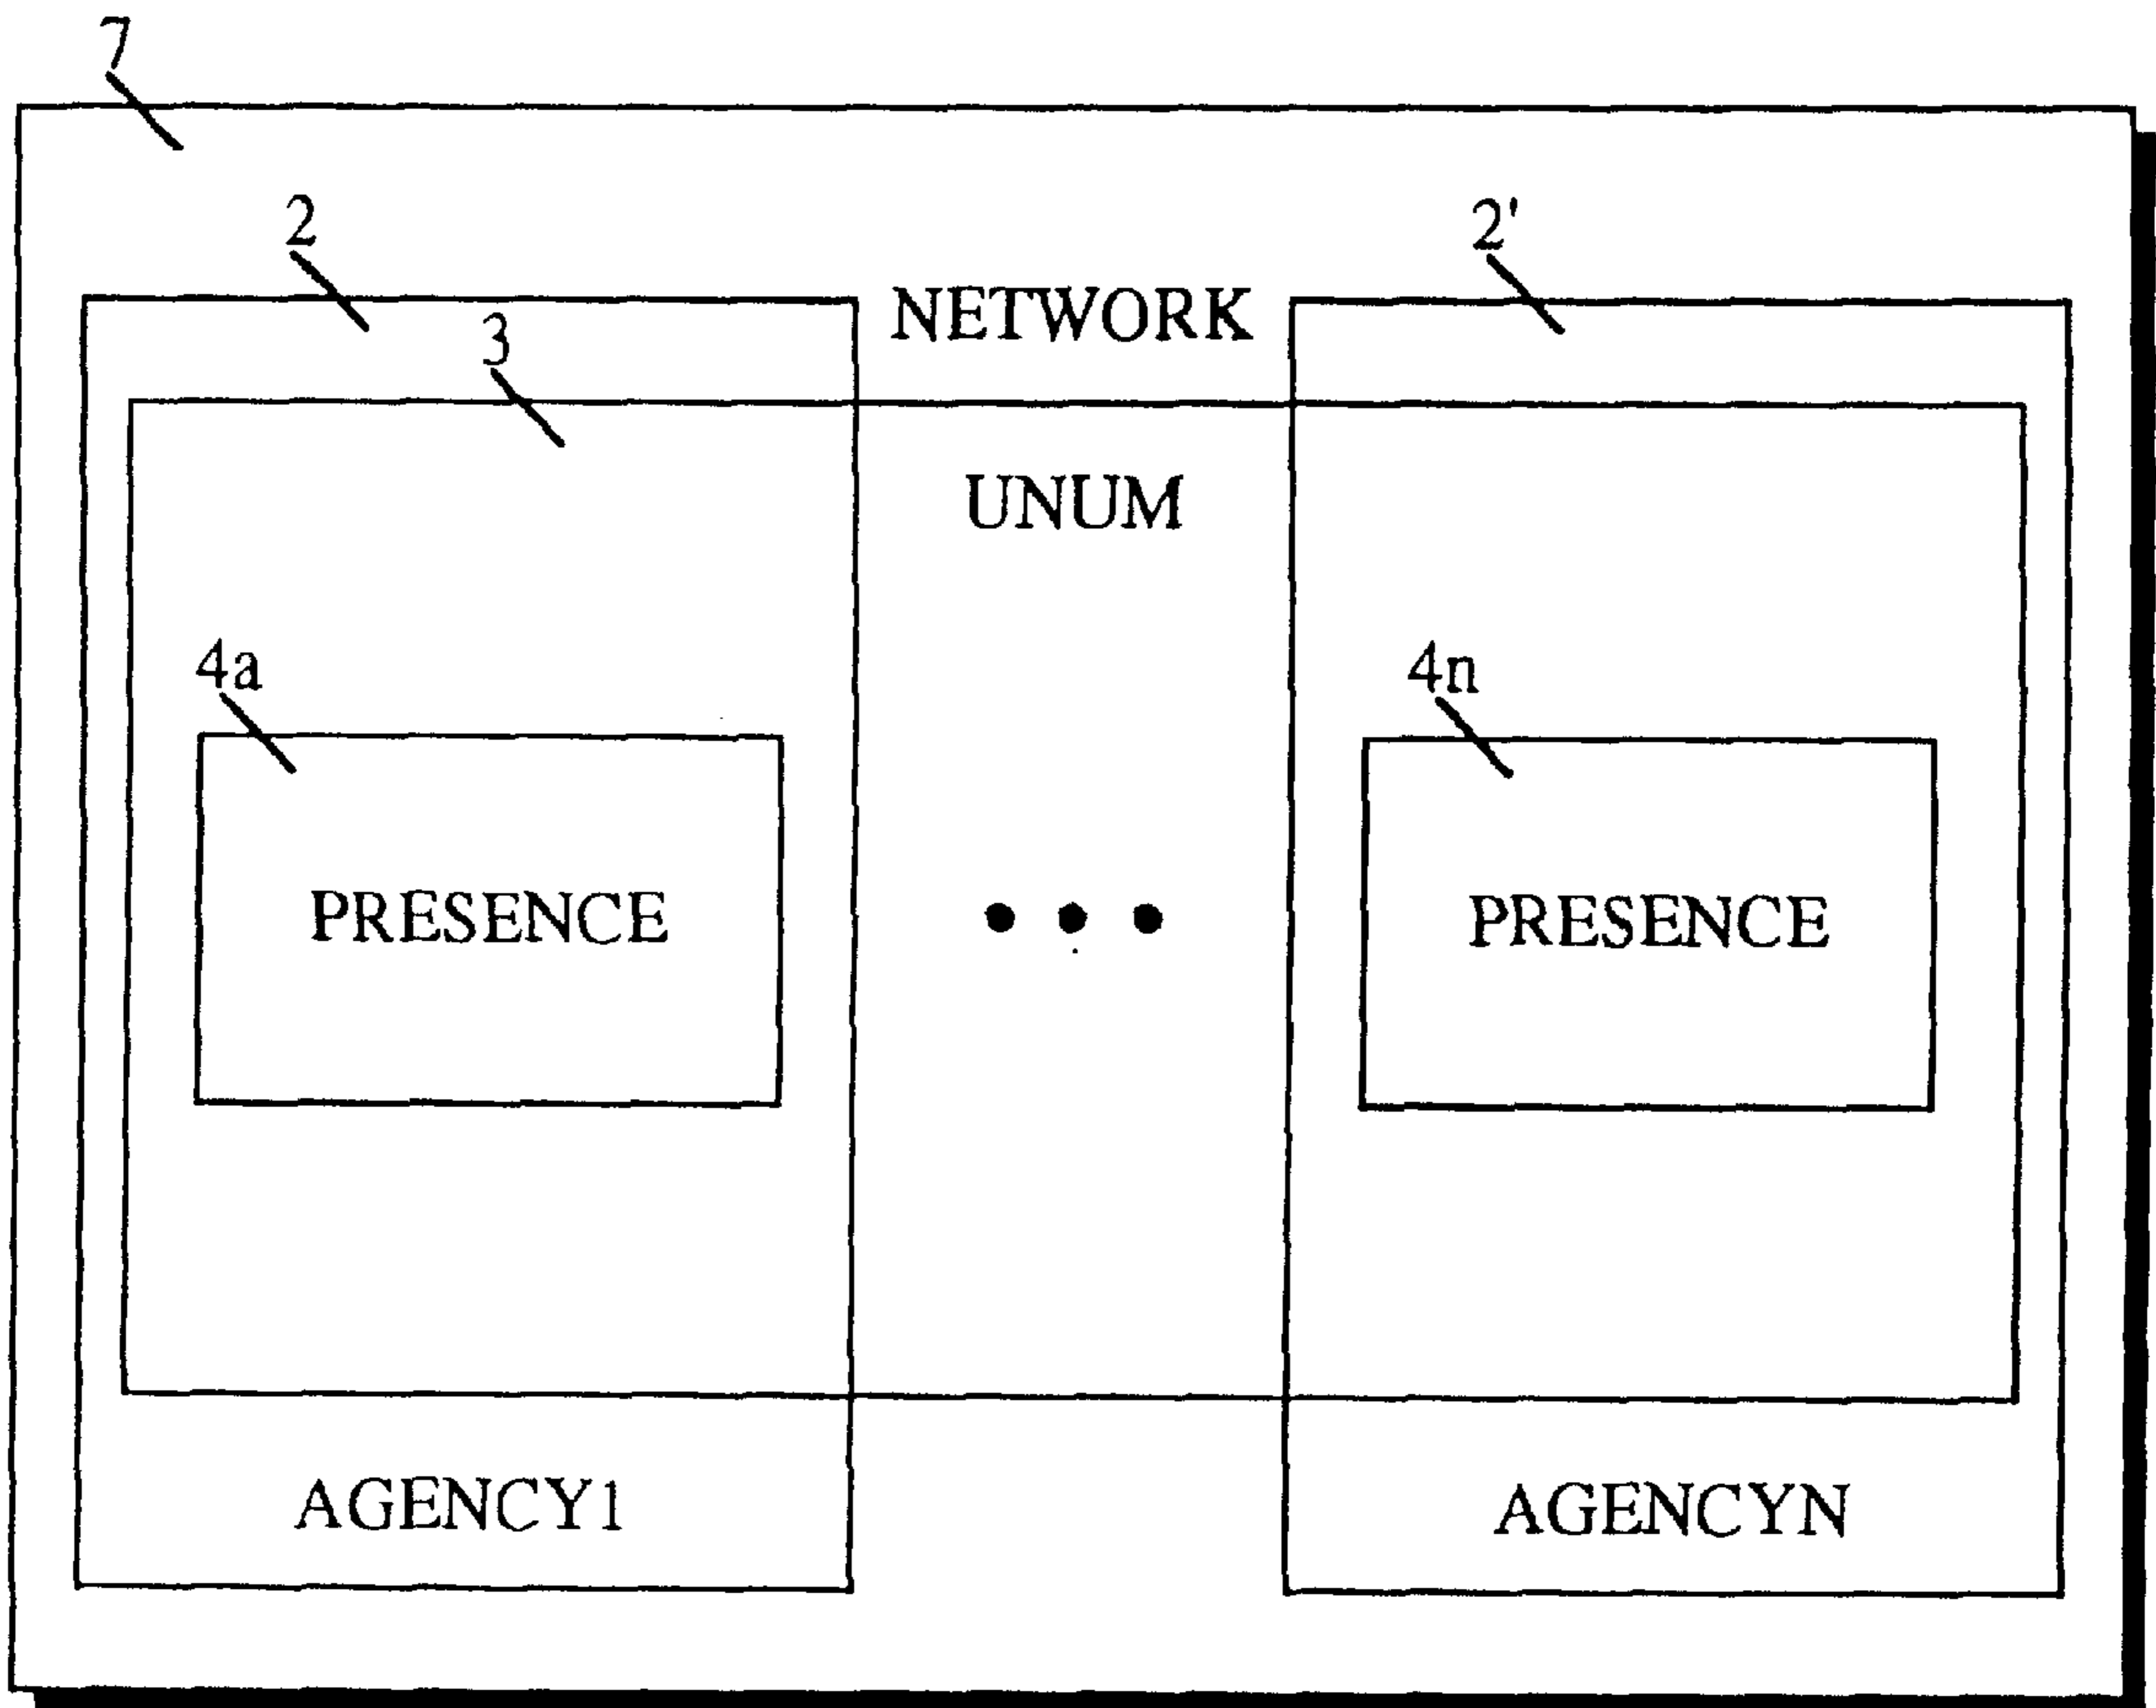 7
2
2'
NETWORK
3
UNUM
4a
4n
PRESENCE
PRESENCE
AGENCY1
AGENCYN